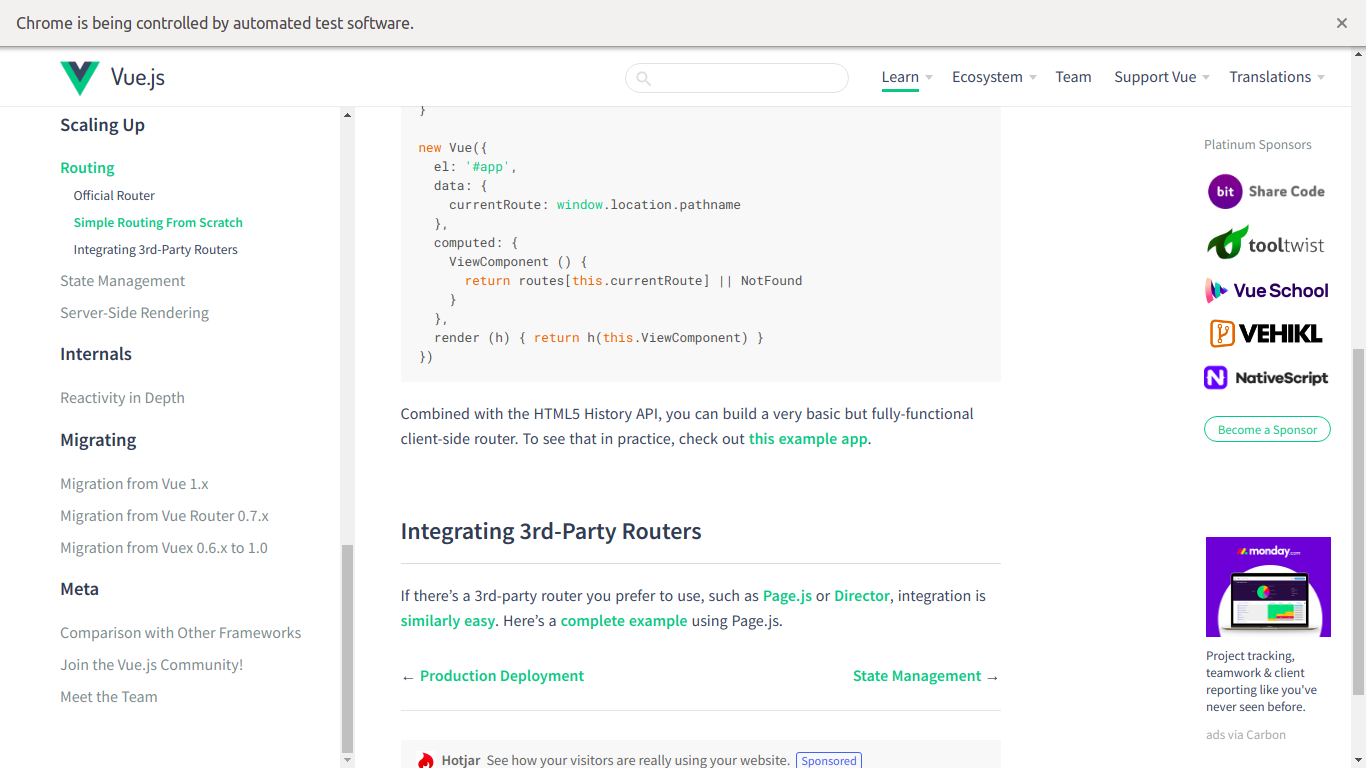 Chrome is being controlled by automated test software.
Vue.js
Learn
Ecosystem
Team
Support Vue
Translations
Scaling Up
Routing
Official Router
Simple Routing From Scratch
Integrating 3rd-Party Routers
State Management
Server-Side Rendering
Internals
Reactivity in Depth
Migrating
Migration from Vue 1.x
Migration from Vue Router 0.7.x
Migration from Vuex 0.6.x to 1.0
Meta
Comparison with Other Frameworks
Join the Vue.js Community!
Meet the Team
}
new Vue({
el: '#app',
data: {
currentRoute: window.location.pathname
},
computed: {
ViewComponent () {
return routes[this.currentRoute] || NotFound
}
},
render (h) { return h(this.ViewComponent) }
})
Combined with the HTML5 History API, you can build a very basic but fully-functional
client-side router. To see that in practice, check out this example app.
Integrating 3rd-Party Routers
If there’s a 3rd-party router you prefer to use, such as Page.js or Director, integration is
similarly easy. Here’s a complete example using Page.js.
← Production Deployment
State Management →
Hotjar See how your visitors are really using your website. Sponsored
Platinum Sponsors
bit Share Code
tooltwist
Vue School
VEHIKL
N NativeScript
Become a Sponsor
monday.com
Project tracking,
teamwork & client
reporting like you've
never seen before.
ads via Carbon